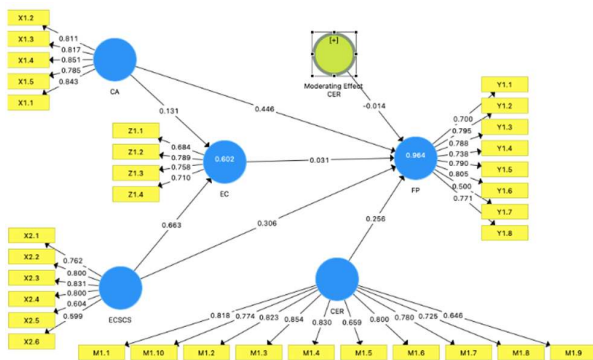 X1.2
X1.3
X1.4
X1.5
X1.1
0.811
0.817
0.851
0.785
0.843
CA
[+]
Moderating Effect
CER
-0.014
0.131
0.446
Z1.1
Z1.2
Z1.3
Z1.4
0.684
0.789
0.758
0.710
0.602
EC
0.031
0.964
FP
0.700
0.795
0.788
0.738
0.790
0.805
0.500
0.771
Y1.1
Y1.2
Y1.3
Y1.4
Y1.5
Y1.6
Y1.7
Y1.8
0.663
0.306
0.256
X2.1
X2.2
X2.3
X2.4
X2.5
X2.6
0.762
0.800
0.831
0.800
0.604
0.599
ECSCS
CER
0.818 0.774 0.823 0.854 0.830 0.659 0.800 0.780 0.725 0.646
M1.1 M1.10 M1.2 M1.3 M1.4 M1.5 M1.6 M1.7 M1.8 M1.9